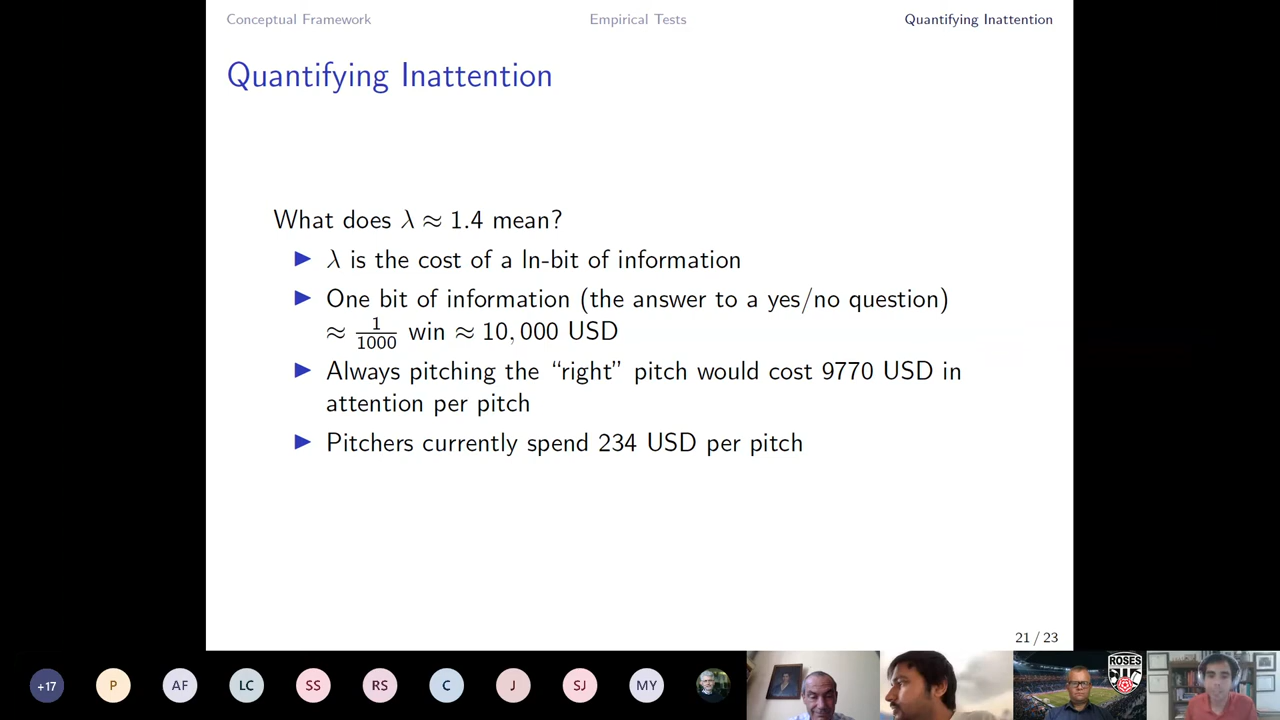 Conceptual Framework Empirical Tests Quantifying Inattention
Quantifying Inattention
What does λ ≈ 1.4 mean?
▶ λ is the cost of a ln-bit of information
▶ One bit of information (the answer to a yes/no question)
≈ 1/1000 win ≈ 10,000 USD
▶ Always pitching the “right” pitch would cost 9770 USD in
attention per pitch
▶ Pitchers currently spend 234 USD per pitch
21 / 23
+17 P AF LC SS RS C J SJ MY
ROSES